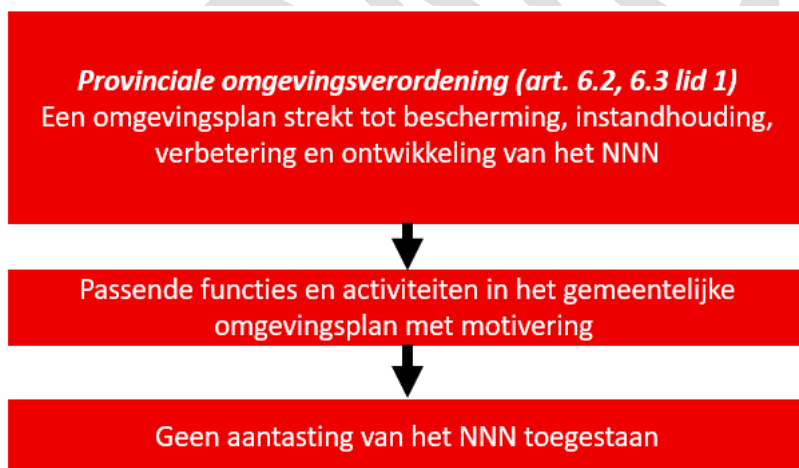 Provinciale omgevingsverordening (art. 6.2, 6.3 lid 1)
Een omgevingsplan strekt tot bescherming, instandhouding,
verbetering en ontwikkeling van het NNN
Passende functies en activiteiten in het gemeentelijke
omgevingsplan met motivering
Geen aantasting van het NNN toegestaan